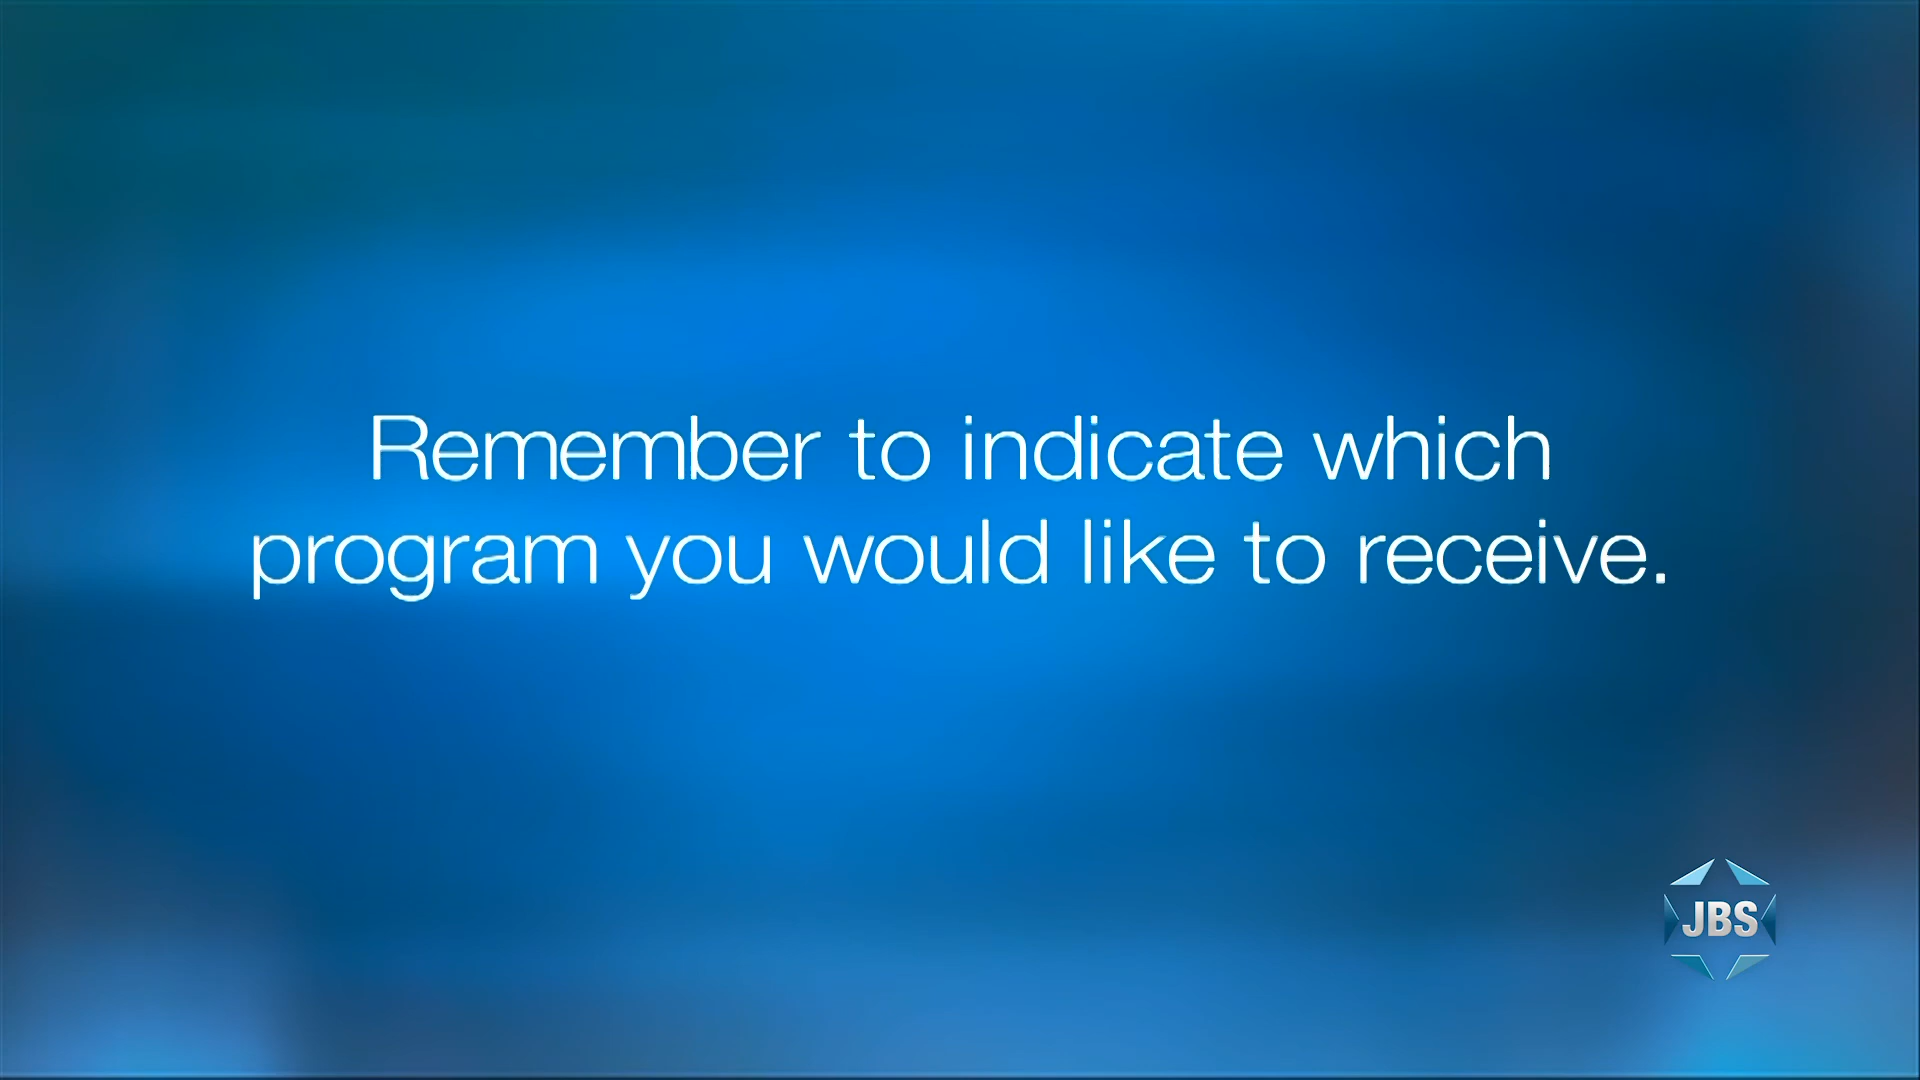 Remember to indicate which
program you would like to receive.
JBS